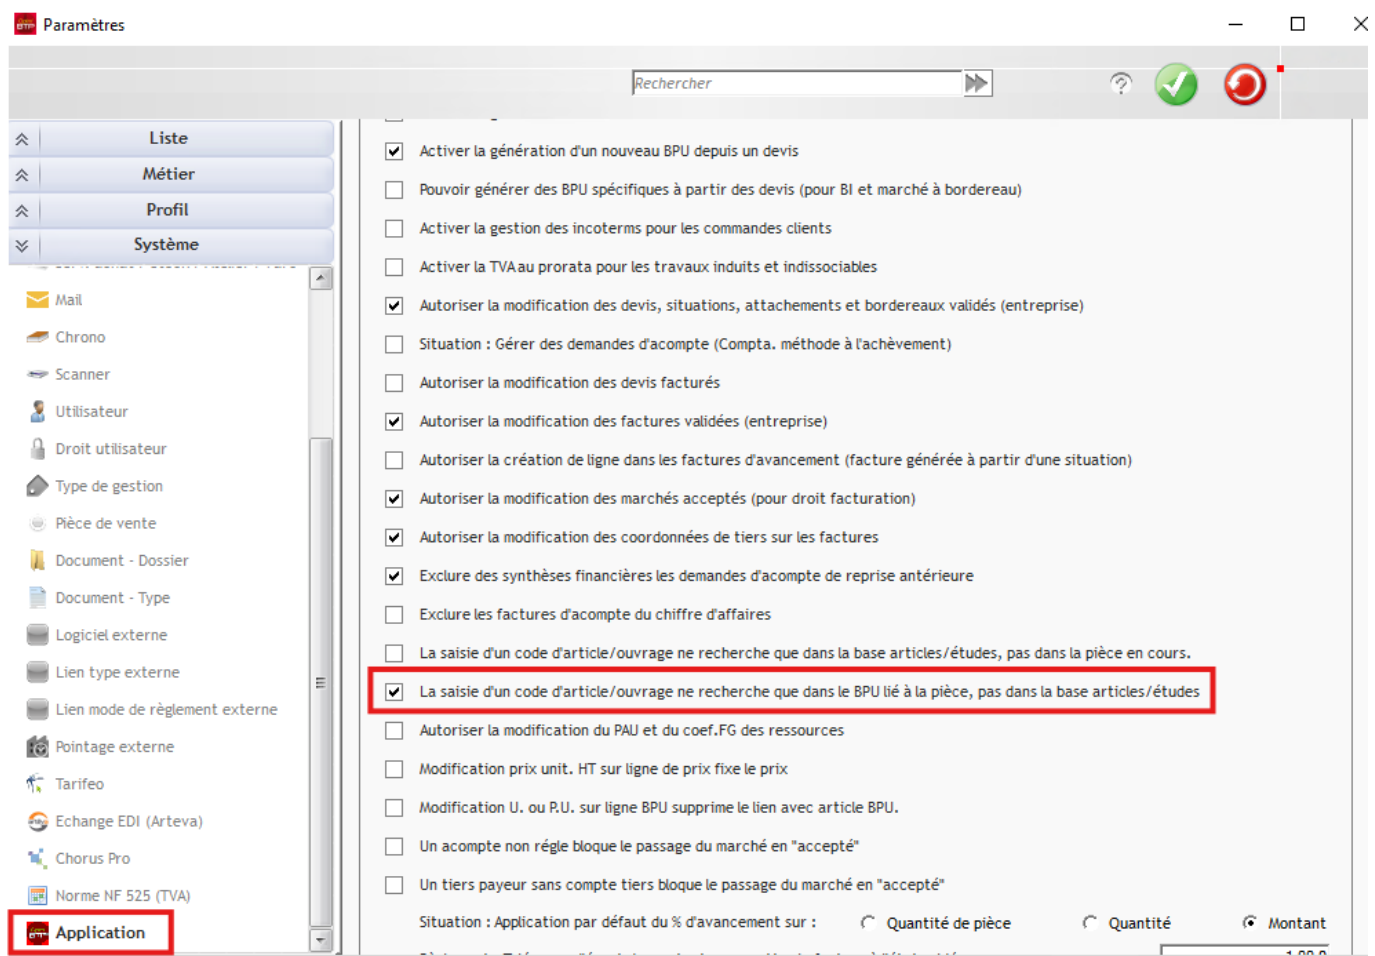 Paramètres
Rechercher
Liste
Métier
Profil
Système
Mail
Chrono
Scanner
Utilisateur
Droit utilisateur
Type de gestion
Pièce de vente
Document - Dossier
Document - Type
Logiciel externe
Lien type externe
Lien mode de règlement externe
Pointage externe
Tarifeo
Echange EDI (Arteva)
Chorus Pro
Norme NF 525 (TVA)
Application
Activer la génération d'un nouveau BPU depuis un devis
Pouvoir générer des BPU spécifiques à partir des devis (pour BI et marché à bordereau)
Activer la gestion des incoterms pour les commandes clients
Activer la TVA au prorata pour les travaux induits et indissociables
Autoriser la modification des devis, situations, attachements et bordereaux validés (entreprise)
Situation : Gérer des demandes d'acompte (Compta. méthode à l'achèvement)
Autoriser la modification des devis facturés
Autoriser la modification des factures validées (entreprise)
Autoriser la création de ligne dans les factures d'avancement (facture générée à partir d'une situation)
Autoriser la modification des marchés acceptés (pour droit facturation)
Autoriser la modification des coordonnées de tiers sur les factures
Exclure des synthèses financières les demandes d'acompte de reprise antérieure
Exclure les factures d'acompte du chiffre d'affaires
La saisie d'un code d'article/ouvrage ne recherche que dans la base articles/études, pas dans la pièce en cours.
La saisie d'un code d'article/ouvrage ne recherche que dans le BPU lié à la pièce, pas dans la base articles/études
Autoriser la modification du PAU et du coef.FG des ressources
Modification prix unit. HT sur ligne de prix fixe le prix
Modification U. ou P.U. sur ligne BPU supprime le lien avec article BPU.
Un acompte non régle bloque le passage du marché en "accepté"
Un tiers payeur sans compte tiers bloque le passage du marché en "accepté"
Situation : Application par défaut du % d'avancement sur : Quantité de pièce Quantité Montant